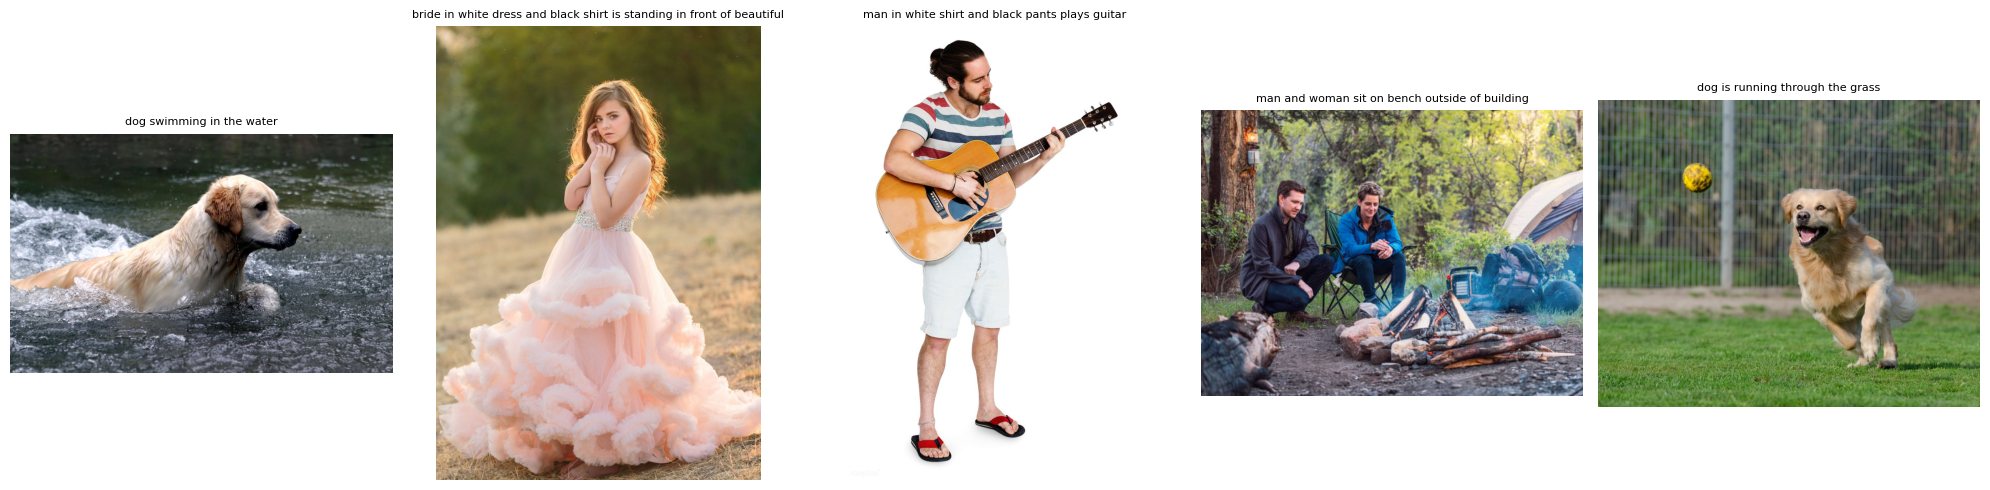 dog swimming in the water
bride in white dress and black shirt is standing in front of beautiful
man in white shirt and black pants plays guitar
man and woman sit on bench outside of building
dog is running through the grass